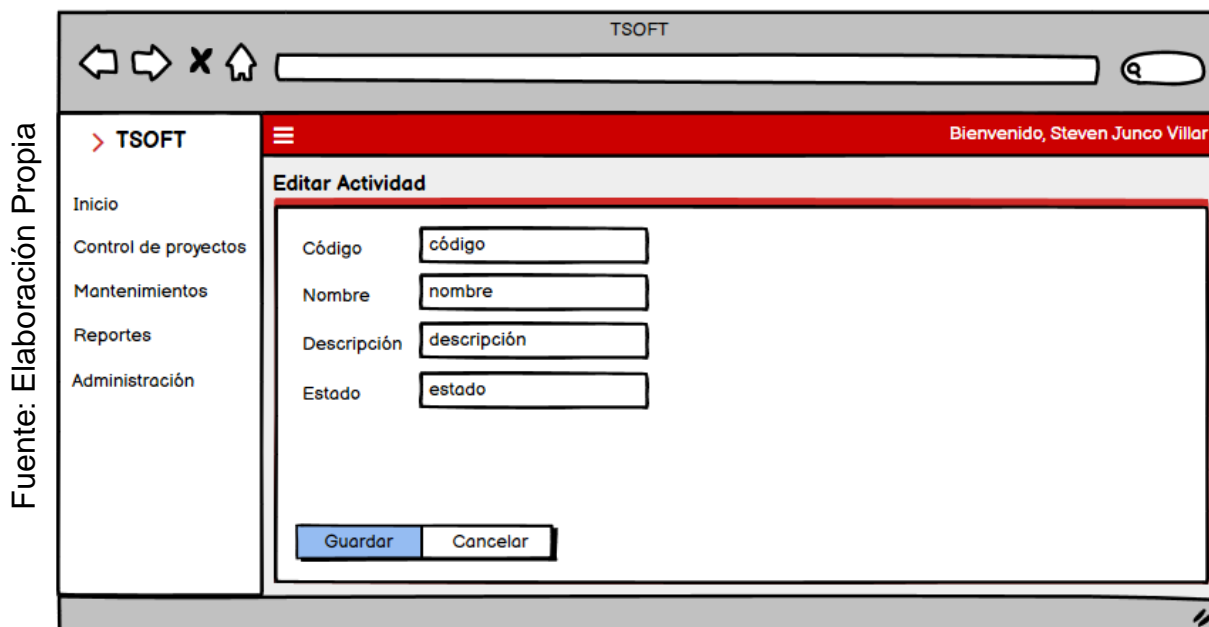 TSOFT
Fuente: Elaboración Propia
> TSOFT
Inicio
Control de proyectos
Mantenimientos
Reportes
Administración
Bienvenido, Steven Junco Villar
Editar Actividad
Código código
Nombre nombre
Descripción descripción
Estado estado
Guardar Cancelar